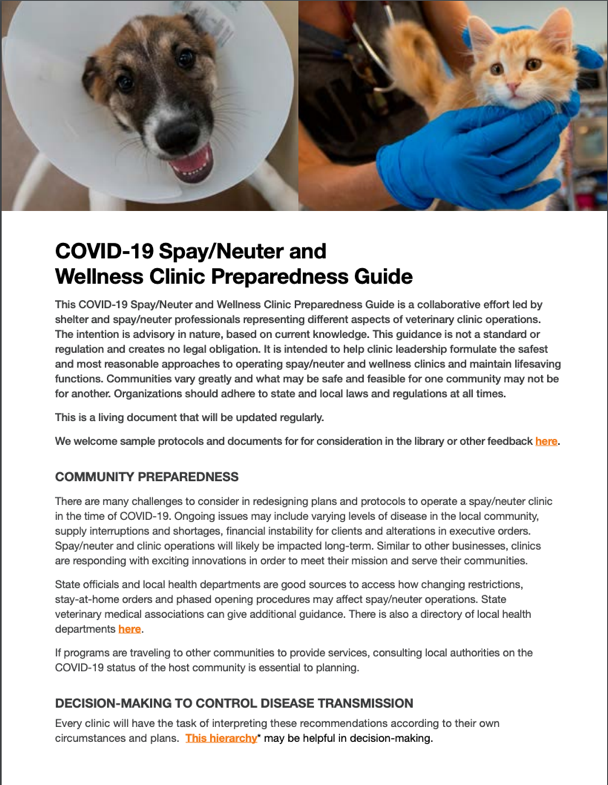 COVID-19 Spay/Neuter and
Wellness Clinic Preparedness Guide
This COVID-19 Spay/Neuter and Wellness Clinic Preparedness Guide is a collaborative effort led by
shelter and spay/neuter professionals representing different aspects of veterinary clinic operations.
The intention is advisory in nature, based on current knowledge. This guidance is not a standard or
regulation and creates no legal obligation. It is intended to help clinic leadership formulate the safest
and most reasonable approaches to operating spay/neuter and wellness clinics and maintain lifesaving
functions. Communities vary greatly and what may be safe and feasible for one community may not be
for another. Organizations should adhere to state and local laws and regulations at all times.
This is a living document that will be updated regularly.
We welcome sample protocols and documents for for consideration in the library or other feedback here.
COMMUNITY PREPAREDNESS
There are many challenges to consider in redesigning plans and protocols to operate a spay/neuter clinic
in the time of COVID-19. Ongoing issues may include varying levels of disease in the local community,
supply interruptions and shortages, financial instability for clients and alterations in executive orders.
Spay/neuter and clinic operations will likely be impacted long-term. Similar to other businesses, clinics
are responding with exciting innovations in order to meet their mission and serve their communities.
State officials and local health departments are good sources to access how changing restrictions,
stay-at-home orders and phased opening procedures may affect spay/neuter operations. State
veterinary medical associations can give additional guidance. There is also a directory of local health
departments here.
If programs are traveling to other communities to provide services, consulting local authorities on the
COVID-19 status of the host community is essential to planning.
DECISION-MAKING TO CONTROL DISEASE TRANSMISSION
Every clinic will have the task of interpreting these recommendations according to their own
circumstances and plans. This hierarchy* may be helpful in decision-making.